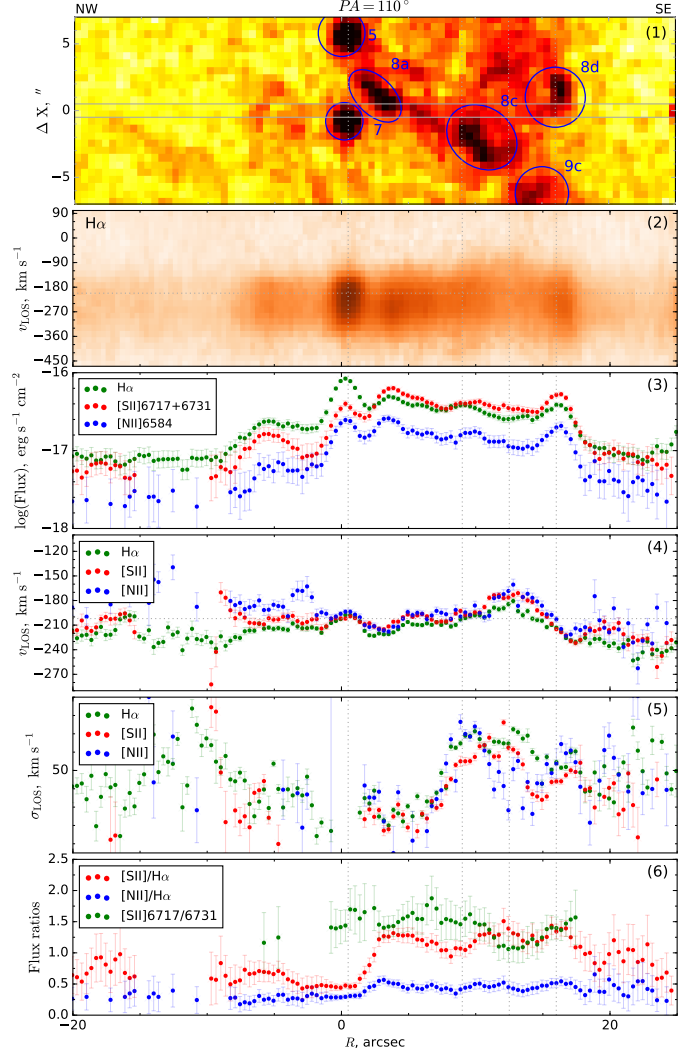 NW PA = 110° SE
(1)
5
8a
8d
8c
7
9c
5
0
−5
Δ X, ″
Hα (2)
90
0
−90
−180
−270
−360
−450
v_LOS, km s⁻¹
−16
−17
−18
log(Flux), erg s⁻¹ cm⁻²
(3)
Hα
[SII]6717+6731
[NII]6584
−120
−150
−180
−210
−240
−270
v_LOS, km s⁻¹
(4)
Hα
[SII]
[NII]
50
σ_LOS, km s⁻¹
(5)
Hα
[SII]
[NII]
2.5
2.0
1.5
1.0
0.5
0.0
Flux ratios
(6)
[SII]/Hα
[NII]/Hα
[SII]6717/6731
−20 −10 0 10 20
R, arcsec